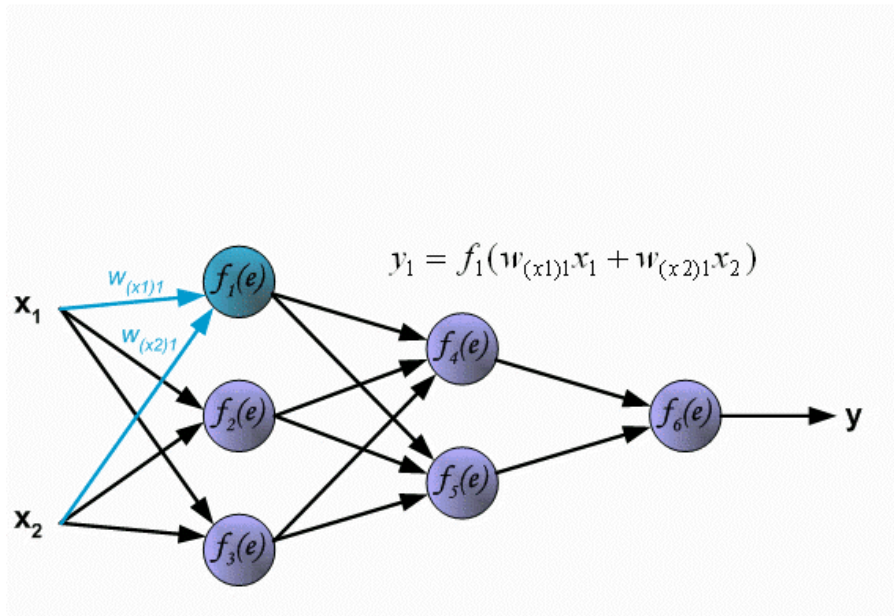 y₁ = f₁(w₍ₓ₁₎₁x₁ + w₍ₓ₂₎₁x₂)
w₍ₓ₁₎₁
f₁(e)
x₁
w₍ₓ₂₎₁
f₄(e)
f₂(e)
f₆(e)
y
f₅(e)
x₂
f₃(e)